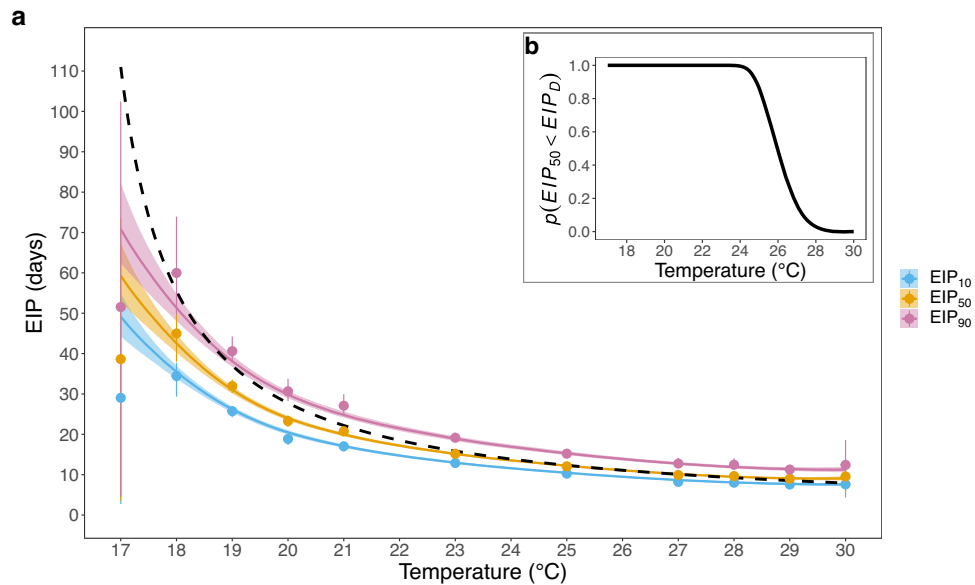 a
EIP (days)
110
100
90
80
70
60
50
40
30
20
10
0
17 18 19 20 21 22 23 24 25 26 27 28 29 30
Temperature (°C)
b
p(EIP₅₀ < EIP_D)
1.0
0.8
0.6
0.4
0.2
0.0
18 20 22 24 26 28 30
Temperature (°C)
EIP₁₀
EIP₅₀
EIP₉₀